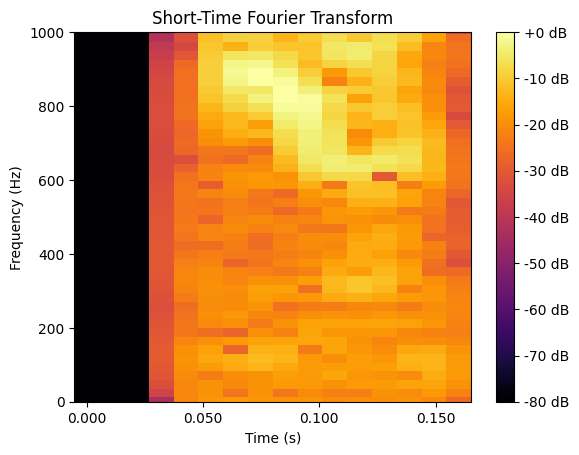 Short-Time Fourier Transform
1000
800
600
400
200
0
Frequency (Hz)
0.000
0.050
0.100
0.150
Time (s)
+0 dB
-10 dB
-20 dB
-30 dB
-40 dB
-50 dB
-60 dB
-70 dB
-80 dB